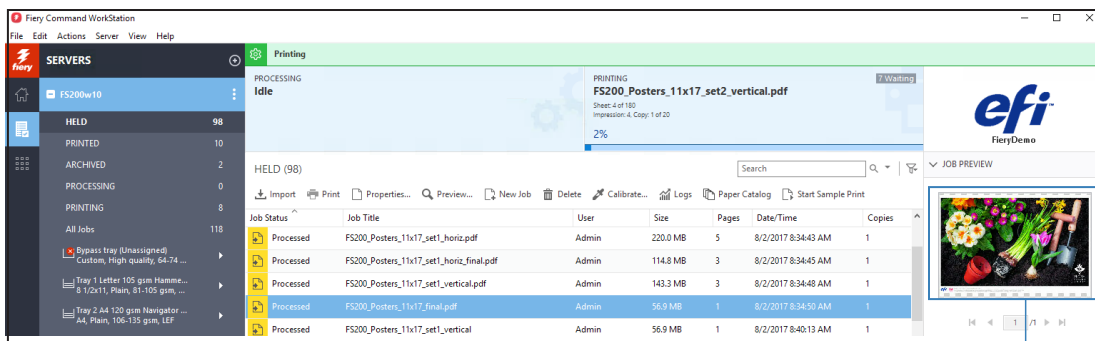 Fiery Command WorkStation
File Edit Actions Server View Help
fiery
SERVERS
Printing
FS200w10
HELD 98
PRINTED 10
ARCHIVED 2
PROCESSING 0
PRINTING 8
All Jobs 118
Bypass tray (Unassigned)
Custom, High quality, 64-74 ...
Tray 1 Letter 105 gsm Hamme...
8 1/2x11, Plain, 81-105 gsm, ...
Tray 2 A4 120 gsm Navigator ...
A4, Plain, 106-135 gsm, LEF
PROCESSING
Idle
PRINTING
7 Waiting
FS200_Posters_11x17_set2_vertical.pdf
Sheet: 4 of 180
Impression: 4, Copy: 1 of 20
2%
HELD (98)
Search
Import Print Properties... Preview... New Job Delete Calibrate... Logs Paper Catalog Start Sample Print
Job Status Job Title User Size Pages Date/Time Copies
Processed FS200_Posters_11x17_set1_horiz.pdf Admin 220.0 MB 5 8/2/2017 8:34:43 AM 1
Processed FS200_Posters_11x17_set1_horiz_final.pdf Admin 114.8 MB 3 8/2/2017 8:34:45 AM 1
Processed FS200_Posters_11x17_set1_vertical.pdf Admin 143.3 MB 3 8/2/2017 8:34:48 AM 1
Processed FS200_Posters_11x17_final.pdf Admin 56.9 MB 1 8/2/2017 8:34:50 AM 1
Processed FS200_Posters_11x17_set1_vertical Admin 56.9 MB 1 8/2/2017 8:40:13 AM 1
efi
FieryDemo
JOB PREVIEW
1 /1